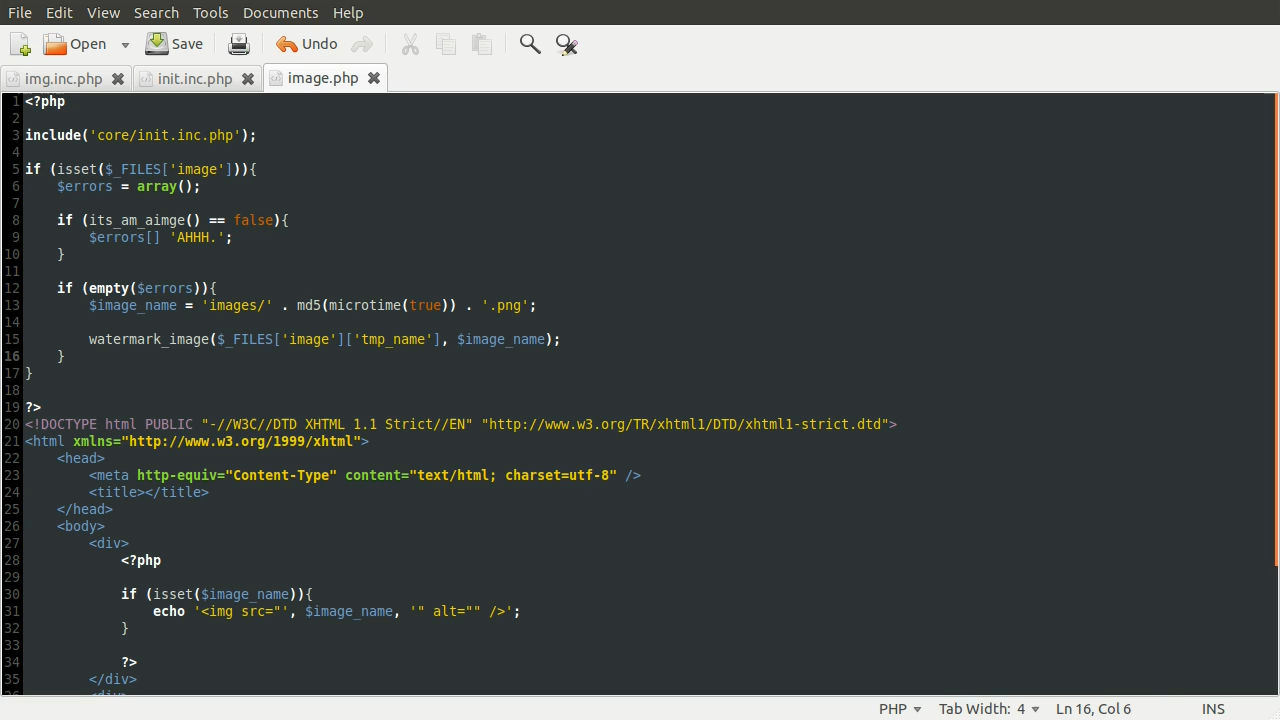 File Edit View Search Tools Documents Help
Open Save Undo
img.inc.php init.inc.php image.php
1 <?php
2
3 include('core/init.inc.php');
4
5 if (isset($_FILES['image'])){
6     $errors = array();
7
8     if (its_am_aimge() == false){
9         $errors[] 'AHHH.';
10     }
11
12     if (empty($errors)){
13         $image_name = 'images/' . md5(microtime(true)) . '.png';
14
15         watermark_image($_FILES['image']['tmp_name'], $image_name);
16     }
17 }
18
19 ?>
20 <!DOCTYPE html PUBLIC "-//W3C//DTD XHTML 1.1 Strict//EN" "http://www.w3.org/TR/xhtml1/DTD/xhtml1-strict.dtd">
21 <html xmlns="http://www.w3.org/1999/xhtml">
22     <head>
23         <meta http-equiv="Content-Type" content="text/html; charset=utf-8" />
24         <title></title>
25     </head>
26     <body>
27         <div>
28             <?php
29
30             if (isset($image_name)){
31                 echo '<img src="', $image_name, '" alt="" />';
32             }
33
34             ?>
35         </div>
36         <div>
PHP Tab Width: 4 Ln 16, Col 6 INS